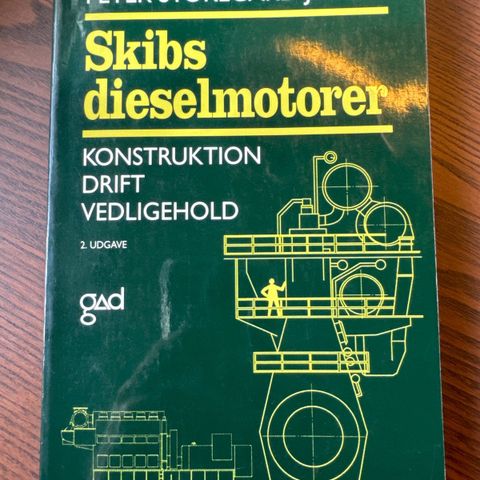 Skibs
dieselmotorer
KONSTRUKTION
DRIFT
VEDLIGEHOLD
2. UDGAVE
gad